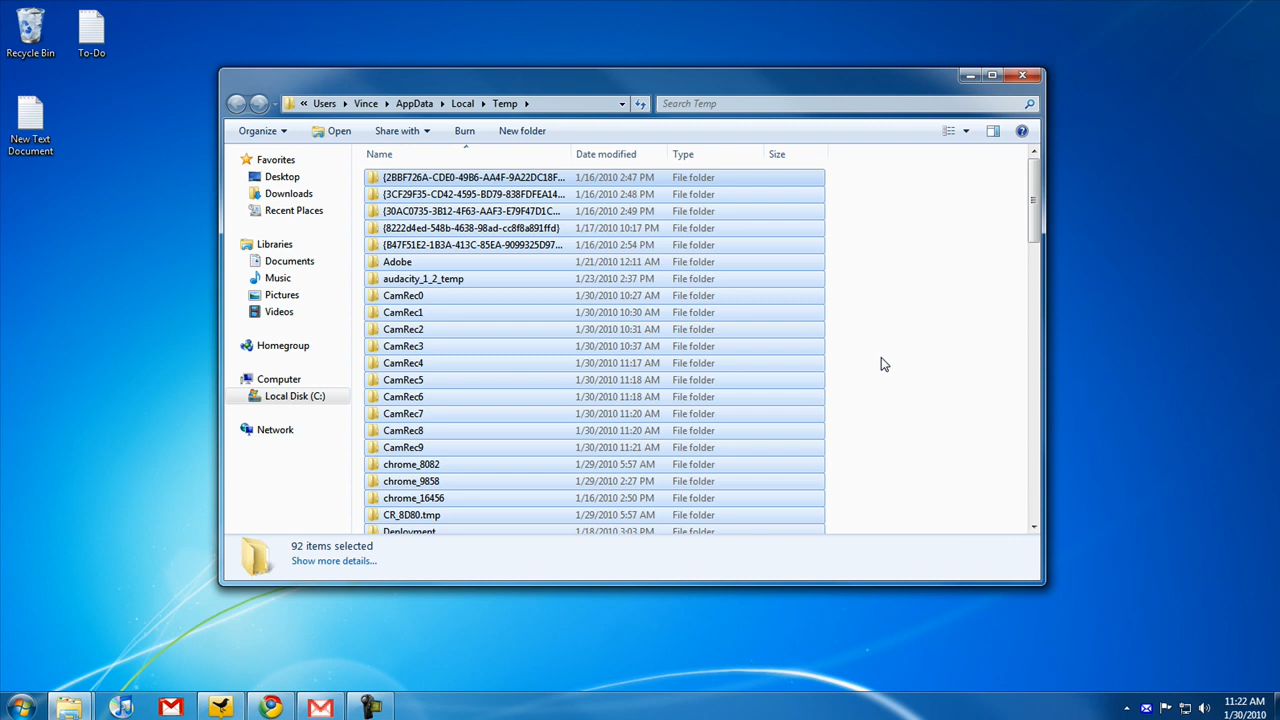 Recycle Bin
To-Do
New Text
Document
« Users Vince AppData Local Temp
Search Temp
Organize Open Share with Burn New folder
Name Date modified Type Size
Favorites
Desktop
Downloads
Recent Places
Libraries
Documents
Music
Pictures
Videos
Homegroup
Computer
Local Disk (C:)
Network
{2BBF726A-CDE0-49B6-AA4F-9A22DC18F... 1/16/2010 2:47 PM File folder
{3CF29F35-CD42-4595-BD79-838FDFEA14... 1/16/2010 2:48 PM File folder
{30AC0735-3B12-4F63-AAF3-E79F47D1C... 1/16/2010 2:49 PM File folder
{8222d4ed-548b-4638-98ad-cc8f8a891ffd} 1/17/2010 10:17 PM File folder
{B47F51E2-1B3A-413C-85EA-9099325D97... 1/16/2010 2:54 PM File folder
Adobe 1/21/2010 12:11 AM File folder
audacity_1_2_temp 1/23/2010 2:37 PM File folder
CamRec0 1/30/2010 10:27 AM File folder
CamRec1 1/30/2010 10:30 AM File folder
CamRec2 1/30/2010 10:31 AM File folder
CamRec3 1/30/2010 10:37 AM File folder
CamRec4 1/30/2010 11:17 AM File folder
CamRec5 1/30/2010 11:18 AM File folder
CamRec6 1/30/2010 11:18 AM File folder
CamRec7 1/30/2010 11:20 AM File folder
CamRec8 1/30/2010 11:20 AM File folder
CamRec9 1/30/2010 11:21 AM File folder
chrome_8082 1/29/2010 5:57 AM File folder
chrome_9858 1/29/2010 2:27 PM File folder
chrome_16456 1/16/2010 2:50 PM File folder
CR_8D80.tmp 1/29/2010 5:57 AM File folder
Deployment 1/18/2010 3:03 PM File folder
92 items selected
Show more details...
11:22 AM
1/30/2010